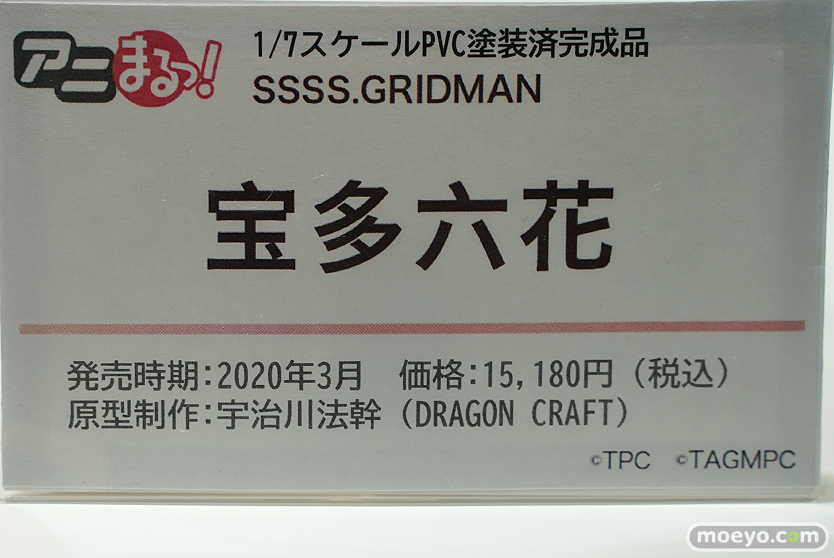 アニまるっ!
1/7スケールPVC塗装済完成品
SSSS.GRIDMAN
宝多六花
発売時期:2020年3月 価格:15,180円(税込)
原型制作:宇治川法幹(DRAGON CRAFT)
©TPC ©TAGMPC
moeyo.com